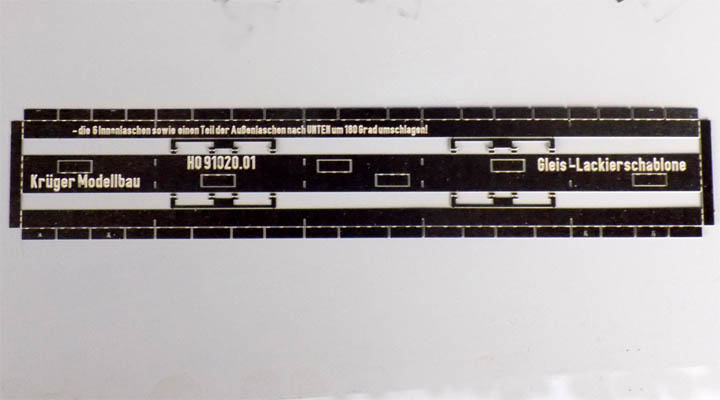 - die 6 Innenlaschen sowie einen Teil der Außenlaschen nach UNTEN um 180 Grad umschlagen!
H0 91020.01
Gleis-Lackierschablone
Krüger Modellbau